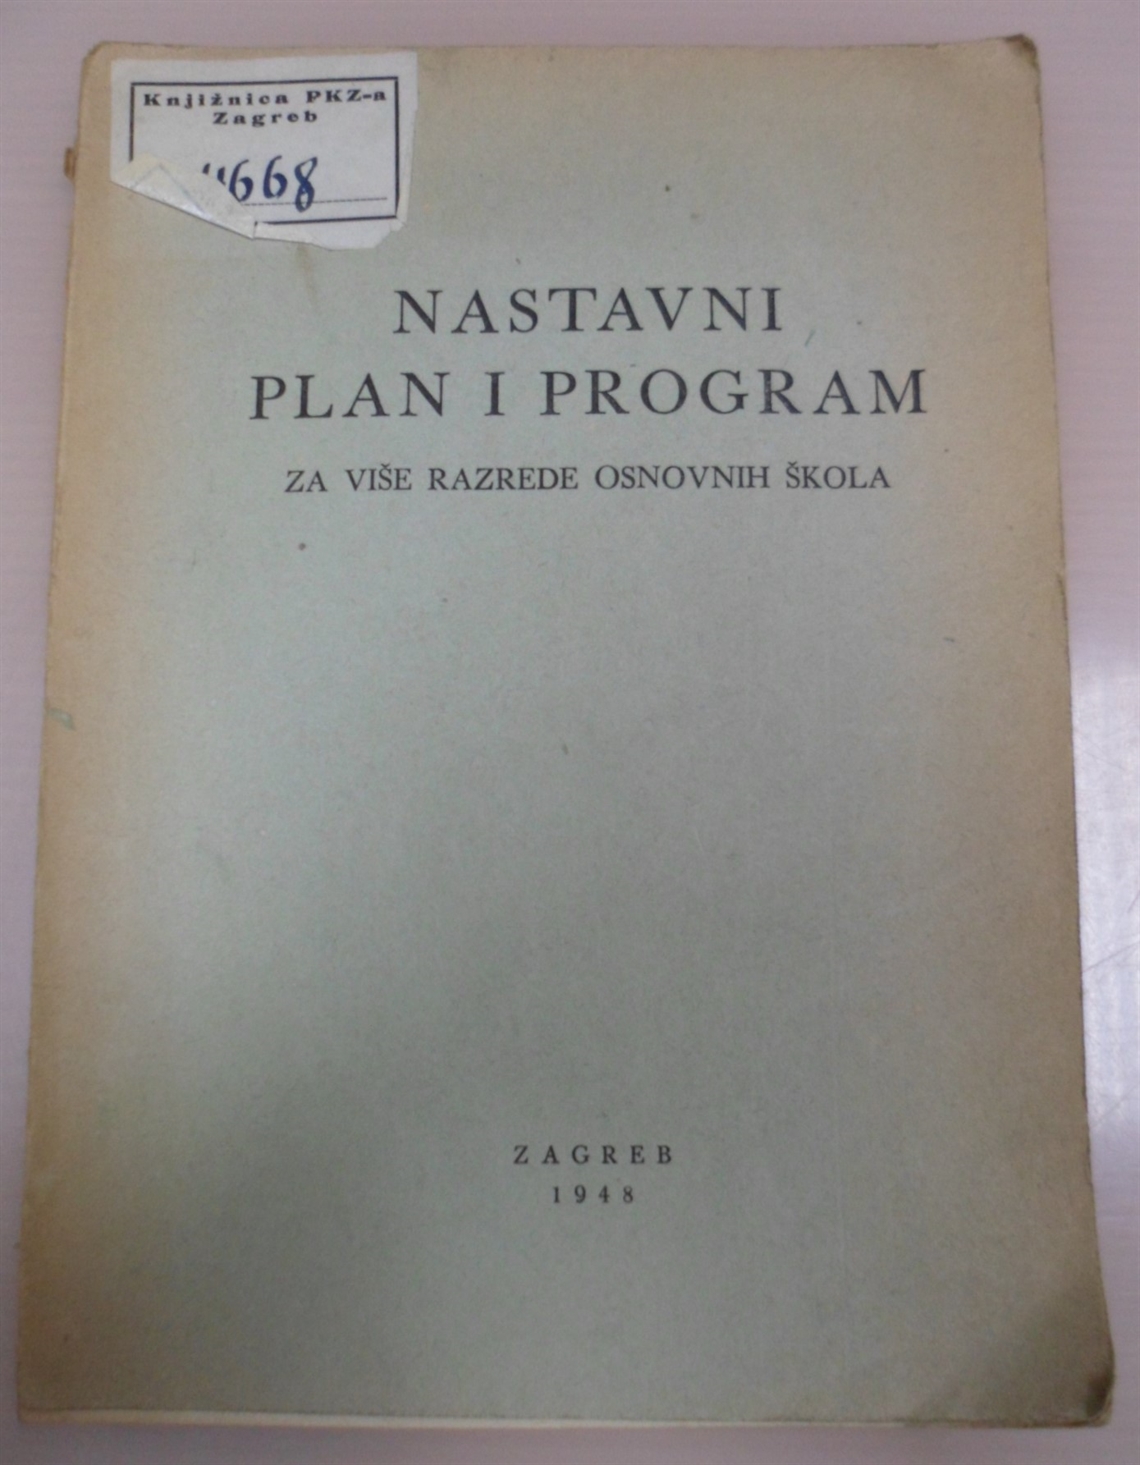 Knjižnica PKZ-a
Zagreb
668
NASTAVNI
PLAN I PROGRAM
ZA VIŠE RAZREDE OSNOVNIH ŠKOLA
ZAGREB
1948